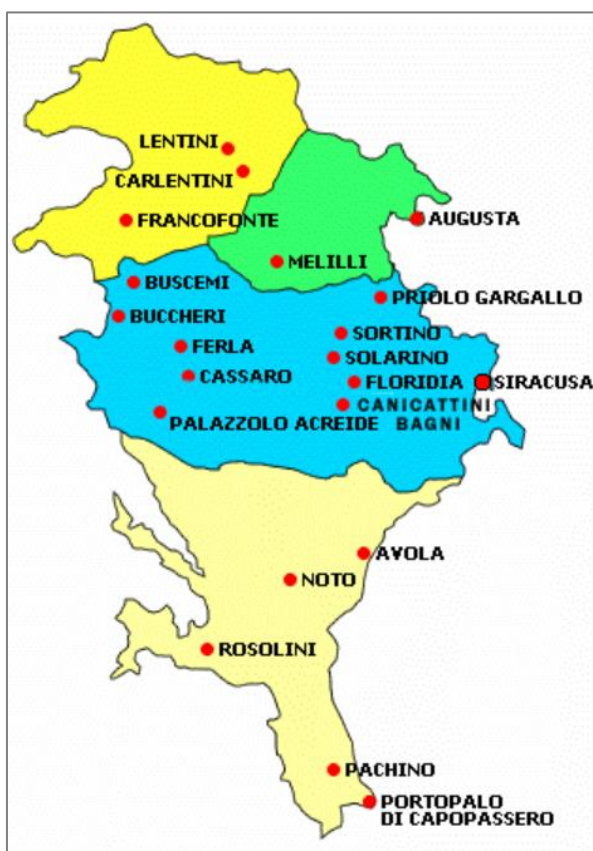 LENTINI
CARLENTINI
FRANCOFONTE
AUGUSTA
MELILLI
BUSCEMI
PRIOLO GARGALLO
BUCCHERI
SORTINO
FERLA
SOLARINO
CASSARO
FLORIDIA
SIRACUSA
CANICATTINI
BAGNI
PALAZZOLO ACREIDE
AVOLA
NOTO
ROSOLINI
PACHINO
PORTOPALO
DI CAPOPASSERO